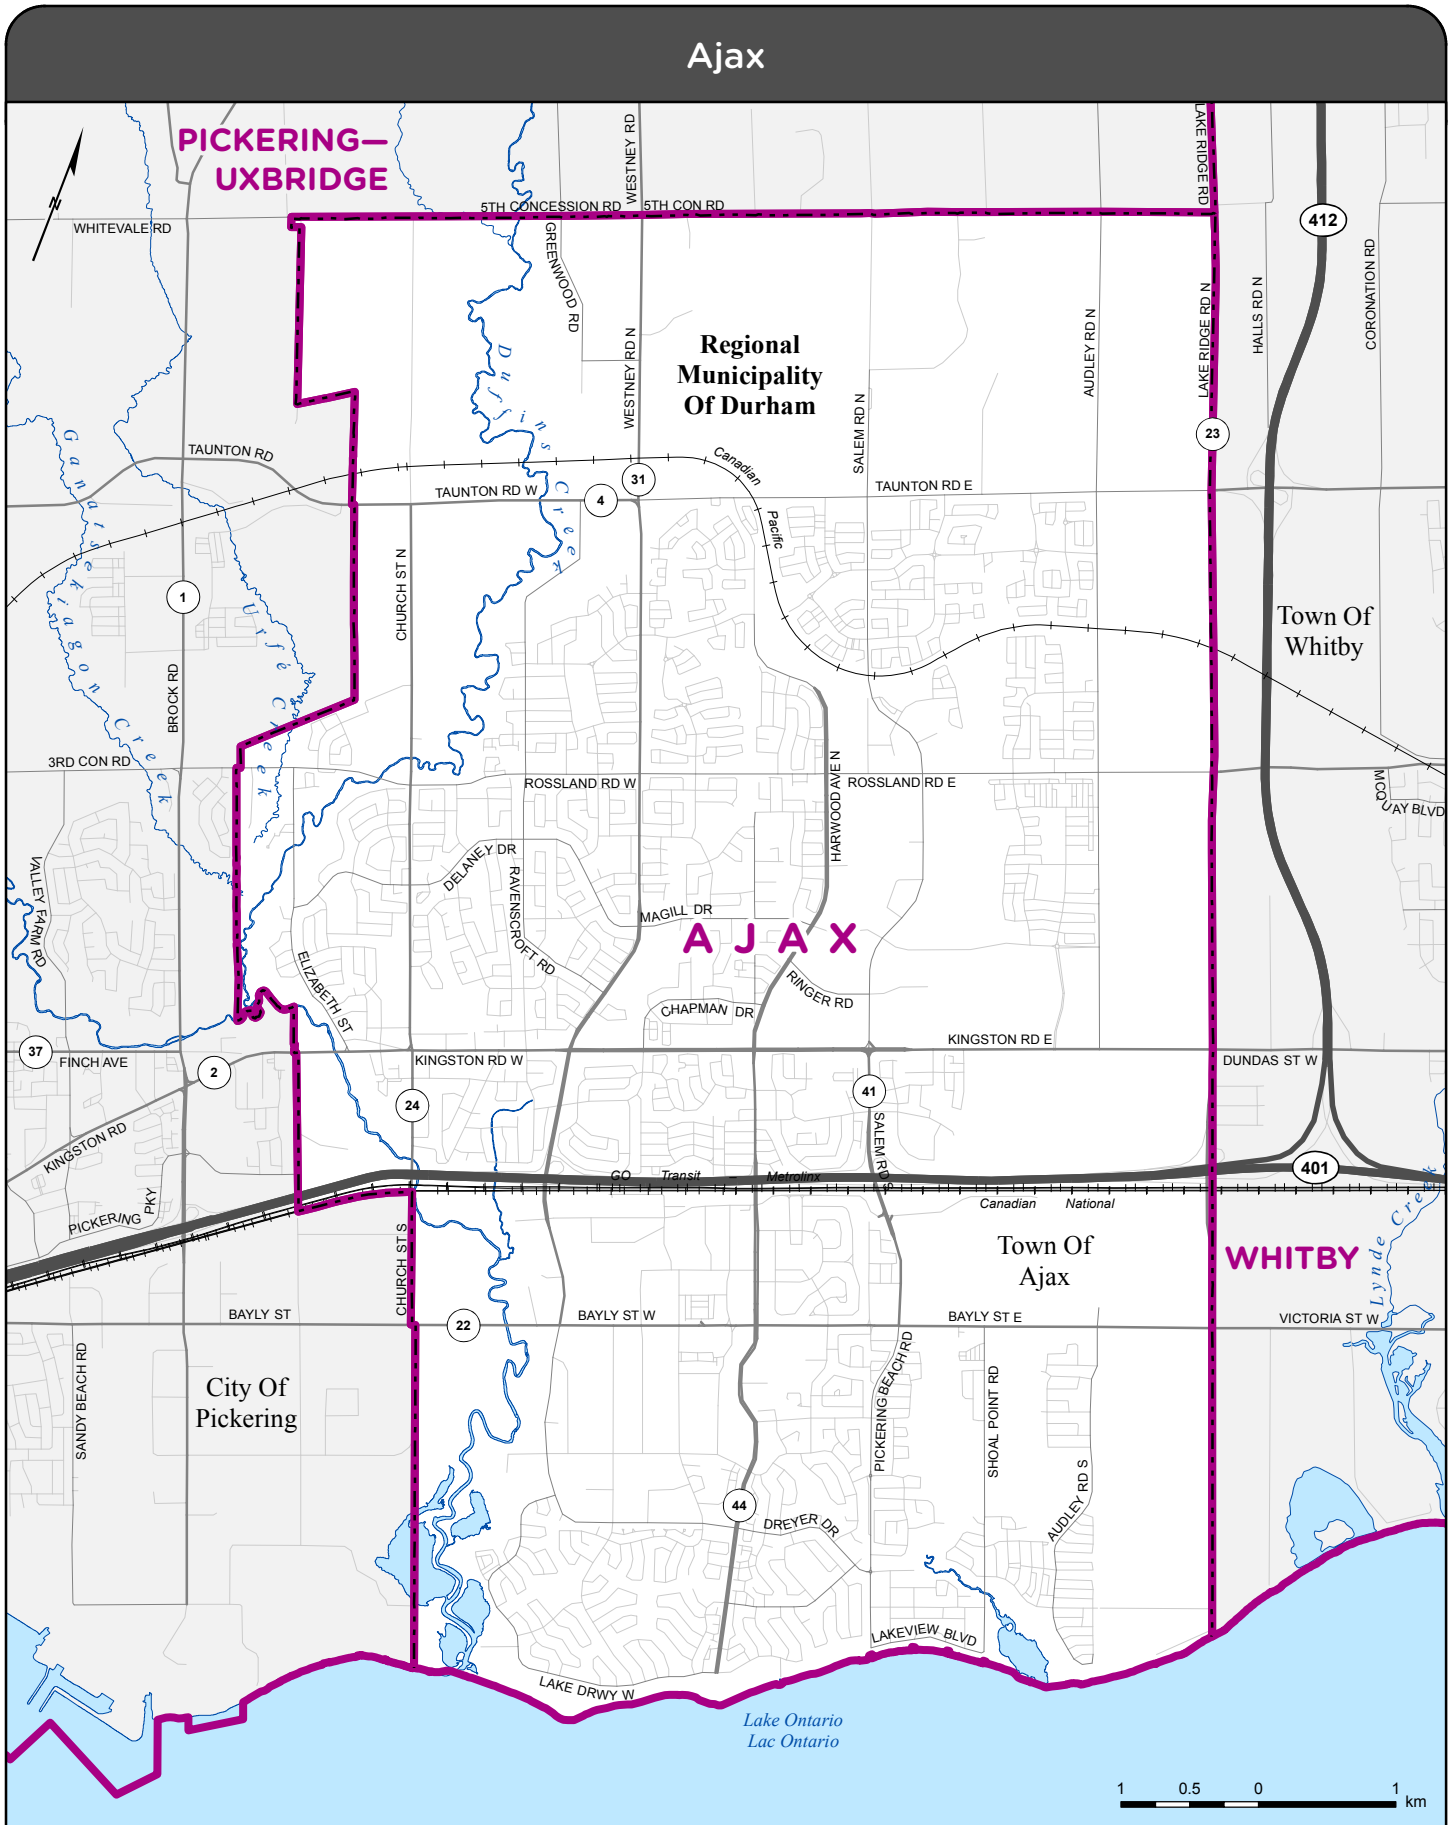 Ajax
PICKERING—
UXBRIDGE
N
WHITEVALE RD
5TH CONCESSION RD
5TH CON RD
WESTNEY RD
LAKE RIDGE RD
412
GREENWOOD RD
WESTNEY RD N
Duffins
Creek
Regional
Municipality
Of Durham
SALEM RD N
AUDLEY RD N
LAKE RIDGE RD N
HALLS RD N
CORONATION RD
23
TAUNTON RD
TAUNTON RD W
4
31
Canadian
Pacific
TAUNTON RD E
Ganatsekiagon
Creek
Urfé Creek
1
BROCK RD
CHURCH ST N
Town Of
Whitby
3RD CON RD
ROSSLAND RD W
HARWOOD AVE N
ROSSLAND RD E
MCQUAY BLVD
VALLEY FARM RD
DELANEY DR
RAVENSCROFT RD
MAGILL DR
AJAX
ELIZABETH ST
CHAPMAN DR
RINGER RD
37
FINCH AVE
2
KINGSTON RD W
KINGSTON RD E
DUNDAS ST W
24
41
KINGSTON RD
SALEM RD S
PICKERING
PKY
GO Transit – Metrolinx
401
Canadian National
CHURCH ST S
Town Of
Ajax
WHITBY
Lynde Creek
BAYLY ST
22
BAYLY ST W
BAYLY ST E
VICTORIA ST W
SANDY BEACH RD
City Of
Pickering
PICKERING BEACH RD
SHOAL POINT RD
AUDLEY RD S
44
DREYER DR
LAKEVIEW BLVD
LAKE DRWY W
Lake Ontario
Lac Ontario
1 0.5 0 1
km